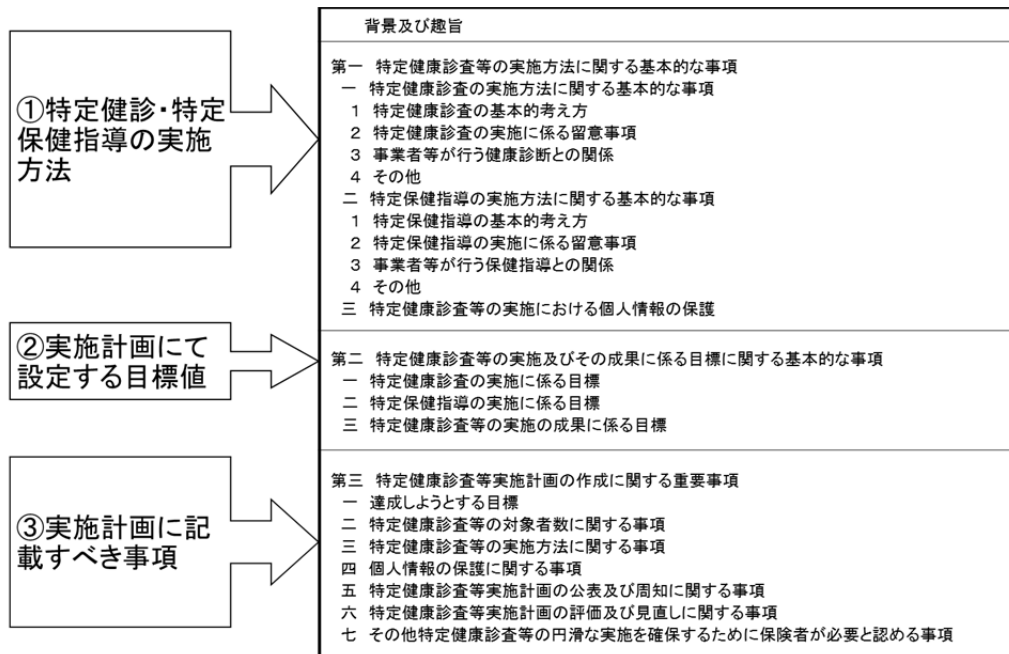 ①特定健診・特定
保健指導の実施
方法
②実施計画にて
設定する目標値
③実施計画に記
載すべき事項
背景及び趣旨
第一 特定健康診査等の実施方法に関する基本的な事項
一 特定健康診査の実施方法に関する基本的な事項
１ 特定健康診査の基本的考え方
２ 特定健康診査の実施に係る留意事項
３ 事業者等が行う健康診断との関係
４ その他
二 特定保健指導の実施方法に関する基本的な事項
１ 特定保健指導の基本的考え方
２ 特定保健指導の実施に係る留意事項
３ 事業者等が行う保健指導との関係
４ その他
三 特定健康診査等の実施における個人情報の保護
第二 特定健康診査等の実施及びその成果に係る目標に関する基本的な事項
一 特定健康診査の実施に係る目標
二 特定保健指導の実施に係る目標
三 特定健康診査等の実施の成果に係る目標
第三 特定健康診査等実施計画の作成に関する重要事項
一 達成しようとする目標
二 特定健康診査等の対象者数に関する事項
三 特定健康診査等の実施方法に関する事項
四 個人情報の保護に関する事項
五 特定健康診査等実施計画の公表及び周知に関する事項
六 特定健康診査等実施計画の評価及び見直しに関する事項
七 その他特定健康診査等の円滑な実施を確保するために保険者が必要と認める事項